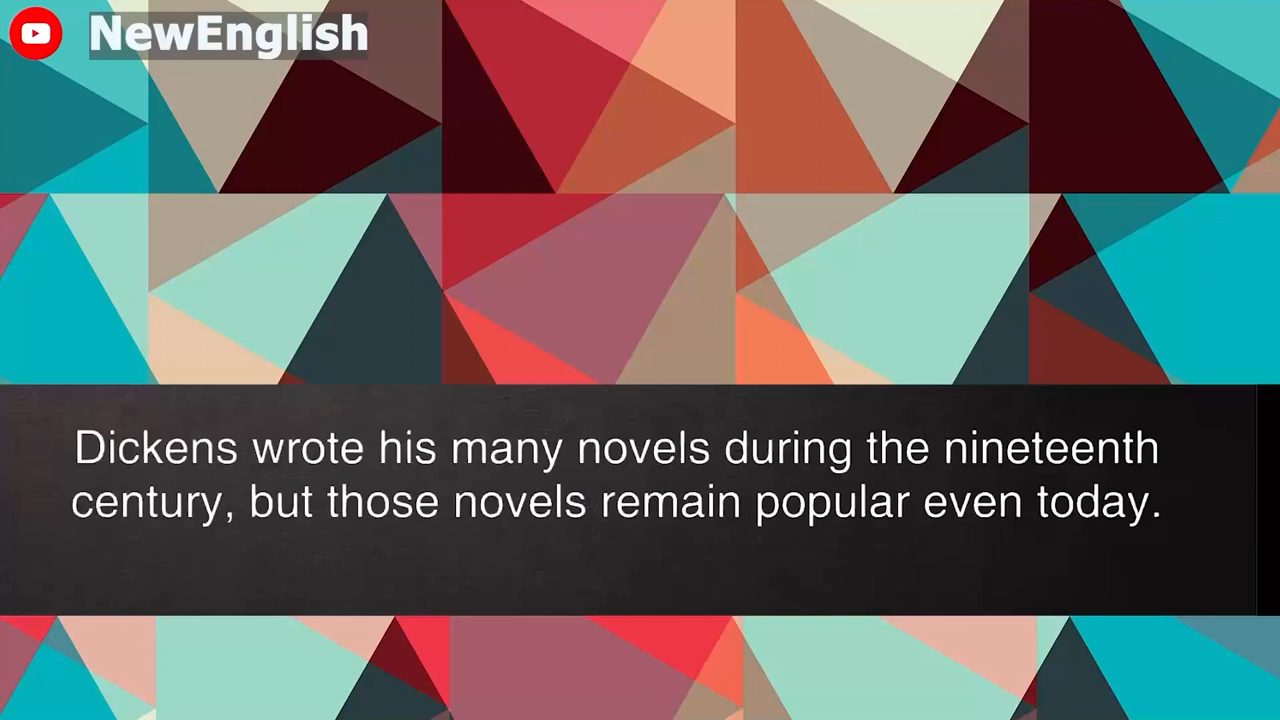 NewEnglish
Dickens wrote his many novels during the nineteenth
century, but those novels remain popular even today.